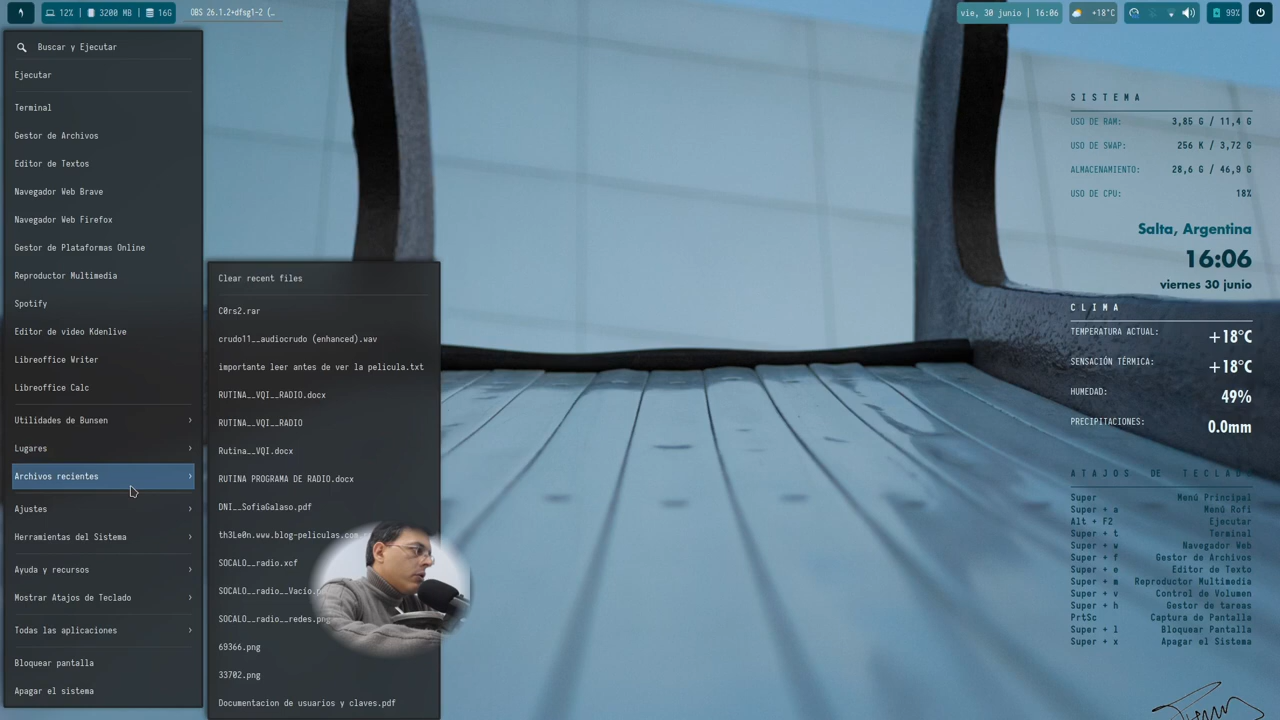 12% 3200 MB 16G
OBS 26.1.2+dfsg1-2 (…
vie, 30 junio | 16:06
+18°C
99%
Buscar y Ejecutar
Ejecutar
Terminal
Gestor de Archivos
Editor de Textos
Navegador Web Brave
Navegador Web Firefox
Gestor de Plataformas Online
Reproductor Multimedia
Spotify
Editor de video Kdenlive
Libreoffice Writer
Libreoffice Calc
Utilidades de Bunsen
Lugares
Archivos recientes
Ajustes
Herramientas del Sistema
Ayuda y recursos
Mostrar Atajos de Teclado
Todas las aplicaciones
Bloquear pantalla
Apagar el sistema
Clear recent files
C0rs2.rar
crudo11__audiocrudo (enhanced).wav
importante leer antes de ver la pelicula.txt
RUTINA__VQI__RADIO.docx
RUTINA__VQI__RADIO
Rutina__VQI.docx
RUTINA PROGRAMA DE RADIO.docx
DNI__SofiaGalaso.pdf
th3Le0n.www.blog-peliculas.com
SOCALO__radio.xcf
SOCALO__radio__Vacio.p
SOCALO__radio__redes.png
69366.png
33702.png
Documentacion de usuarios y claves.pdf
SISTEMA
USO DE RAM: 3,85 G / 11,4 G
USO DE SWAP: 256 K / 3,72 G
ALMACENAMIENTO: 28,6 G / 46,9 G
USO DE CPU: 18%
Salta, Argentina
16:06
viernes 30 junio
CLIMA
TEMPERATURA ACTUAL: +18°C
SENSACIÓN TÉRMICA: +18°C
HUMEDAD: 49%
PRECIPITACIONES: 0.0mm
ATAJOS DE TECLADO
Super Menú Principal
Super + a Menú Rofi
Alt + F2 Ejecutar
Super + t Terminal
Super + w Navegador Web
Super + f Gestor de Archivos
Super + e Editor de Texto
Super + m Reproductor Multimedia
Super + v Control de Volumen
Super + h Gestor de tareas
PrtSc Captura de Pantalla
Super + l Bloquear Pantalla
Super + x Apagar el Sistema